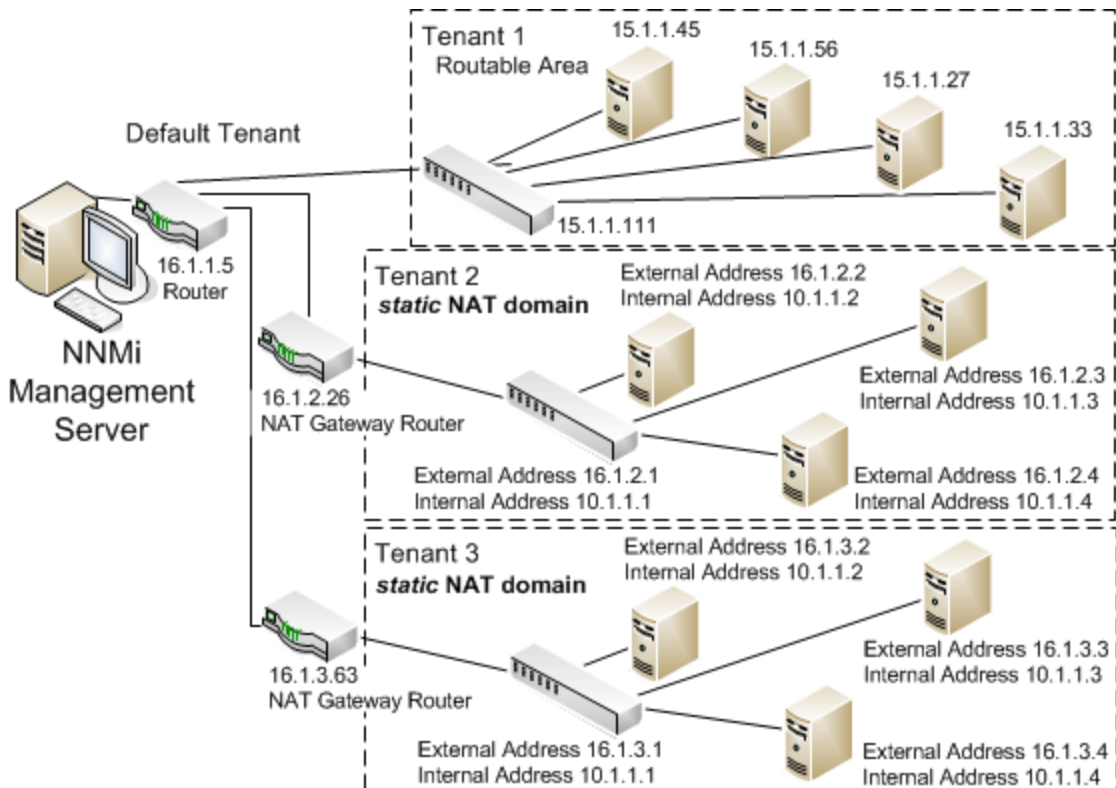 Tenant 1
Routable Area
15.1.1.45
15.1.1.56
15.1.1.27
15.1.1.33
15.1.1.111
Default Tenant
16.1.1.5
Router
NNMi
Management
Server
Tenant 2
static NAT domain
External Address 16.1.2.2
Internal Address 10.1.1.2
External Address 16.1.2.3
Internal Address 10.1.1.3
16.1.2.26
NAT Gateway Router
External Address 16.1.2.1
Internal Address 10.1.1.1
External Address 16.1.2.4
Internal Address 10.1.1.4
Tenant 3
static NAT domain
External Address 16.1.3.2
Internal Address 10.1.1.2
External Address 16.1.3.3
Internal Address 10.1.1.3
16.1.3.63
NAT Gateway Router
External Address 16.1.3.1
Internal Address 10.1.1.1
External Address 16.1.3.4
Internal Address 10.1.1.4